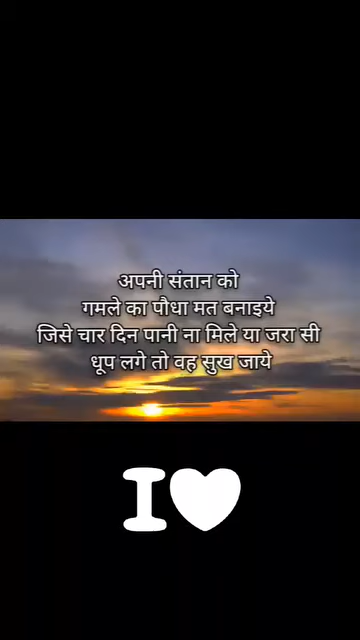 अपनी संतान को
गमले का पौधा मत बनाइये
जिसे चार दिन पानी ना मिले या जरा सी
धूप लगे तो वह सुख जाये
I❤